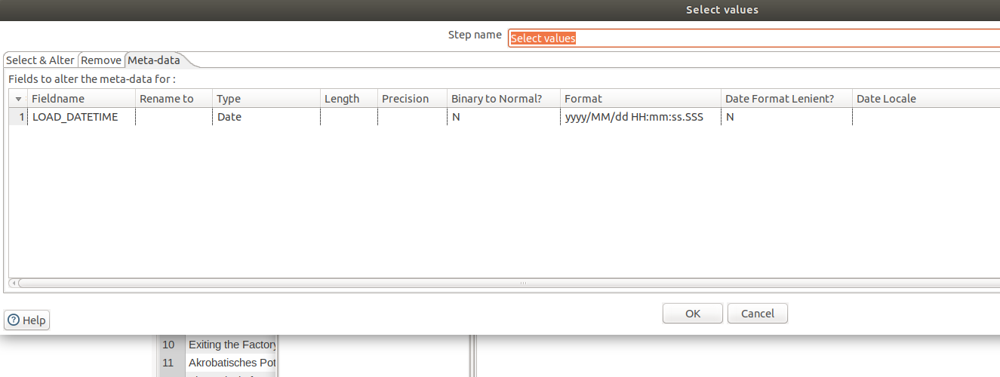 Select values
Step name Select values
Select & Alter Remove Meta-data
Fields to alter the meta-data for :
Fieldname Rename to Type Length Precision Binary to Normal? Format Date Format Lenient? Date Locale
1 LOAD_DATETIME Date N yyyy/MM/dd HH:mm:ss.SSS N
Help OK Cancel
10 Exiting the Factory
11 Akrobatisches Pot